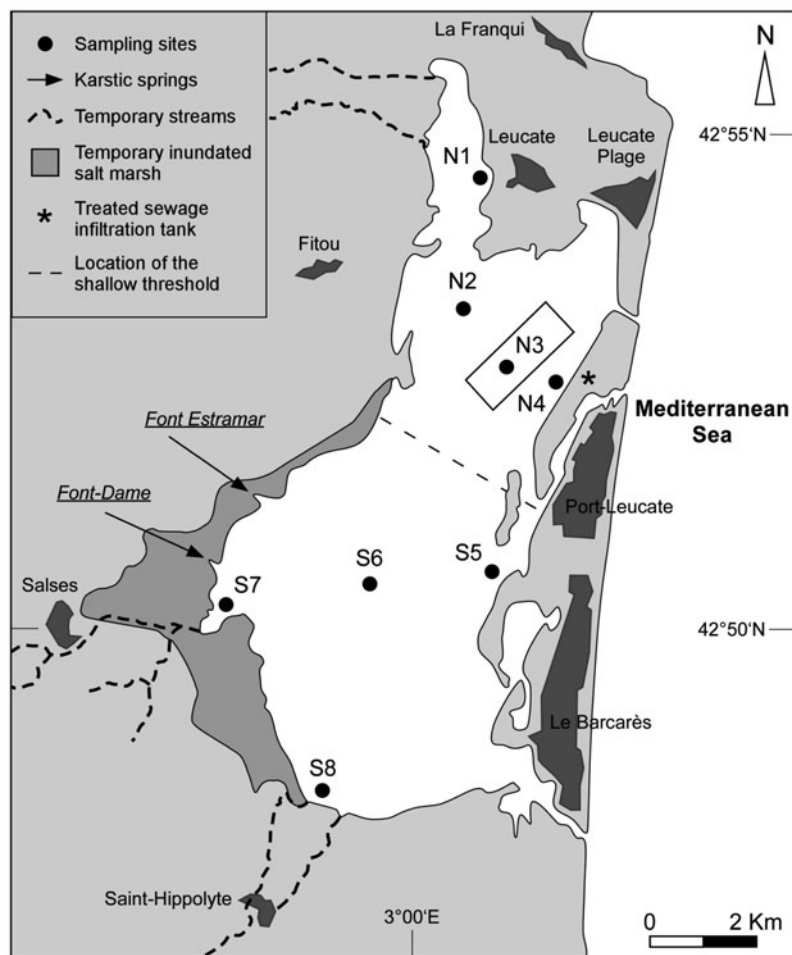 Sampling sites
Karstic springs
Temporary streams
Temporary inundated
salt marsh
*
Treated sewage
infiltration tank
Location of the
shallow threshold
La Franqui
N
42°55'N
N1
Leucate
Leucate
Plage
Fitou
N2
N3
N4
*
Mediterranean
Sea
Font Estramar
Font-Dame
Port-Leucate
S5
S6
S7
Salses
42°50'N
Le Barcarès
S8
Saint-Hippolyte
3°00'E
0
2 Km